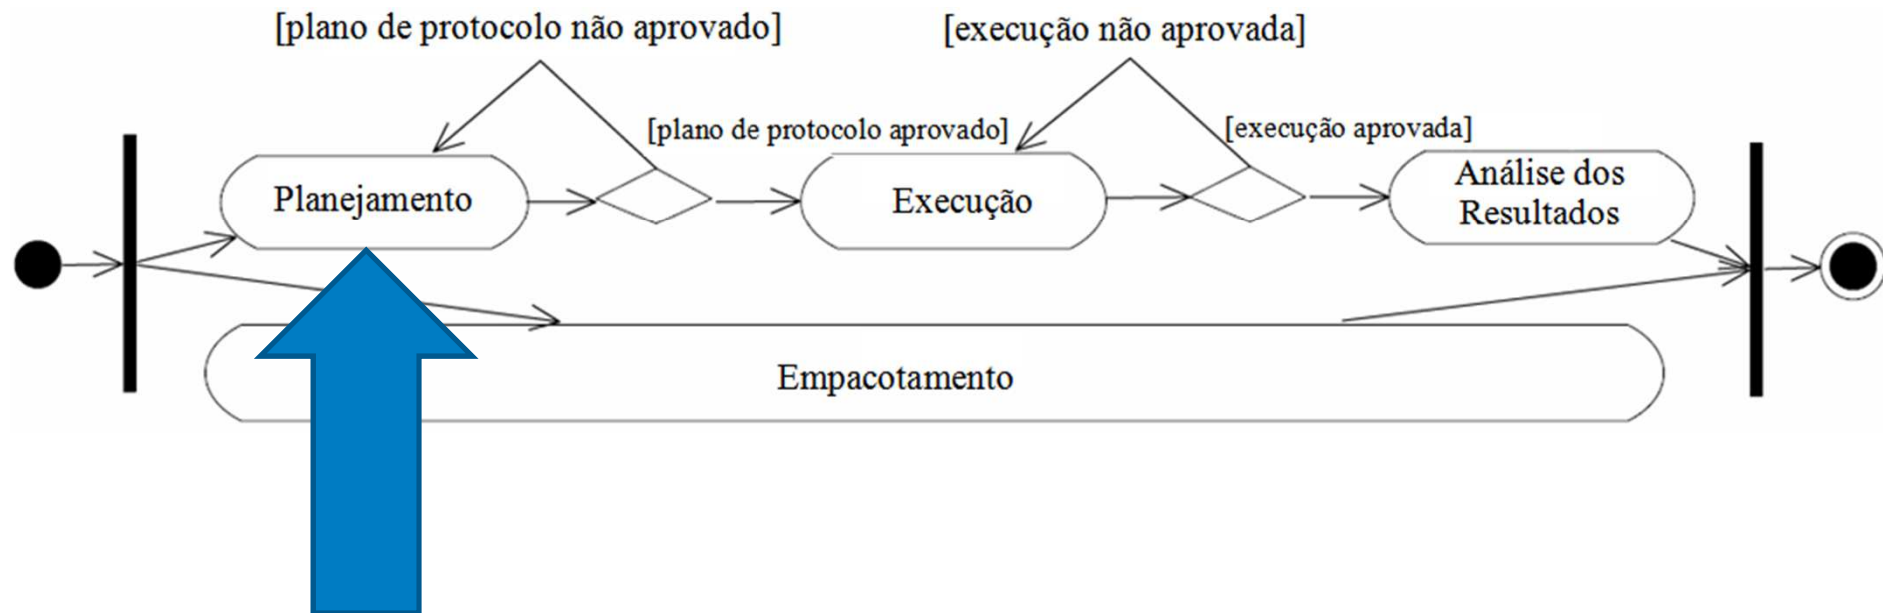 [plano de protocolo não aprovado]
[execução não aprovada]
[plano de protocolo aprovado]
[execução aprovada]
Planejamento
Execução
Análise dos
Resultados
Empacotamento